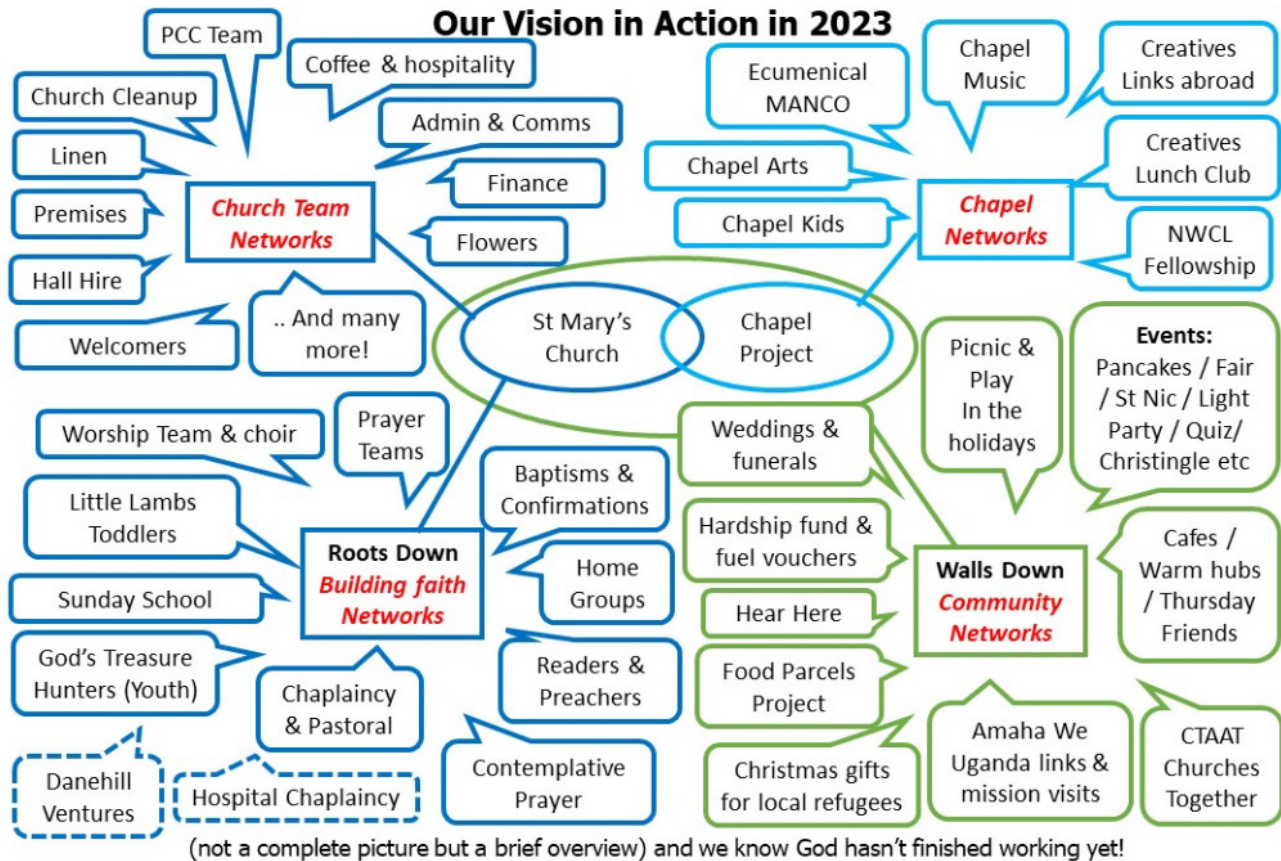 Our Vision in Action in 2023
PCC Team
Coffee & hospitality
Church Cleanup
Admin & Comms
Linen
Finance
Premises
Church Team
Networks
Flowers
Hall Hire
.. And many
more!
Welcomers
Ecumenical
MANCO
Chapel
Music
Creatives
Links abroad
Chapel Arts
Creatives
Lunch Club
Chapel Kids
Chapel
Networks
NWCL
Fellowship
St Mary's
Church
Chapel
Project
Worship Team & choir
Prayer
Teams
Little Lambs
Toddlers
Baptisms &
Confirmations
Roots Down
Building faith
Networks
Home
Groups
Sunday School
God's Treasure
Hunters (Youth)
Chaplaincy
& Pastoral
Readers &
Preachers
Danehill
Ventures
Hospital Chaplaincy
Contemplative
Prayer
Weddings &
funerals
Picnic &
Play
In the
holidays
Events:
Pancakes / Fair
/ St Nic / Light
Party / Quiz/
Christingle etc
Hardship fund &
fuel vouchers
Walls Down
Community
Networks
Cafes /
Warm hubs
/ Thursday
Friends
Hear Here
Food Parcels
Project
Christmas gifts
for local refugees
Amaha We
Uganda links &
mission visits
CTAAT
Churches
Together
(not a complete picture but a brief overview) and we know God hasn't finished working yet!